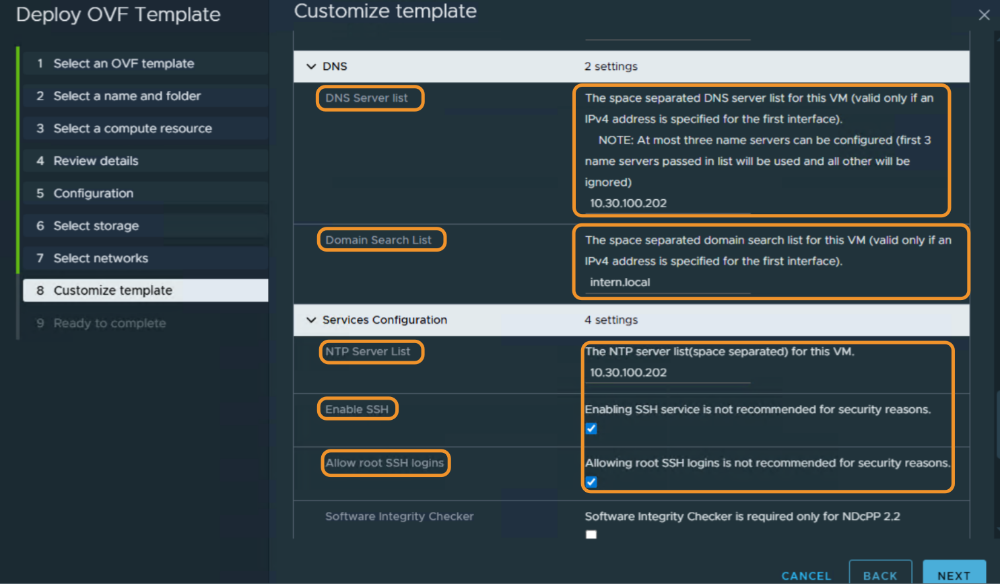 Deploy OVF Template
1 Select an OVF template
2 Select a name and folder
3 Select a compute resource
4 Review details
5 Configuration
6 Select storage
7 Select networks
8 Customize template
9 Ready to complete
Customize template
DNS 2 settings
DNS Server list
The space separated DNS server list for this VM (valid only if an
IPv4 address is specified for the first interface).
NOTE: At most three name servers can be configured (first 3
name servers passed in list will be used and all other will be
ignored)
10.30.100.202
Domain Search List
The space separated domain search list for this VM (valid only if an
IPv4 address is specified for the first interface).
intern.local
Services Configuration 4 settings
NTP Server List
The NTP server list(space separated) for this VM.
10.30.100.202
Enable SSH
Enabling SSH service is not recommended for security reasons.
Allow root SSH logins
Allowing root SSH logins is not recommended for security reasons.
Software Integrity Checker
Software Integrity Checker is required only for NDcPP 2.2
CANCEL BACK NEXT